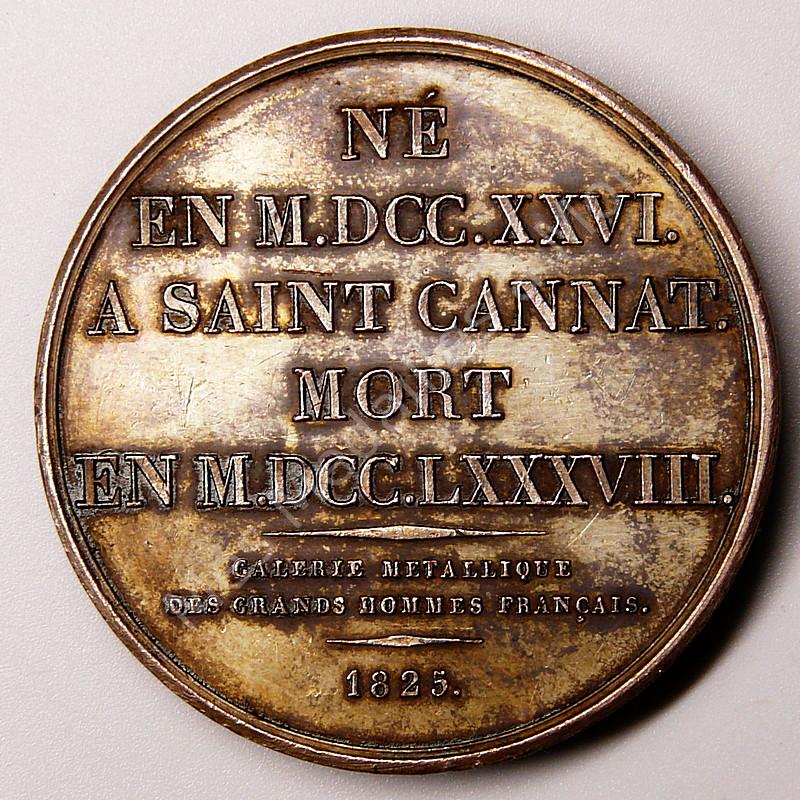 NÉ
EN M.DCC.XXVI.
A SAINT CANNAT.
MORT
EN M.DCC.LXXXVIII.
GALERIE METALLIQUE
DES GRANDS HOMMES FRANÇAIS.
1825.